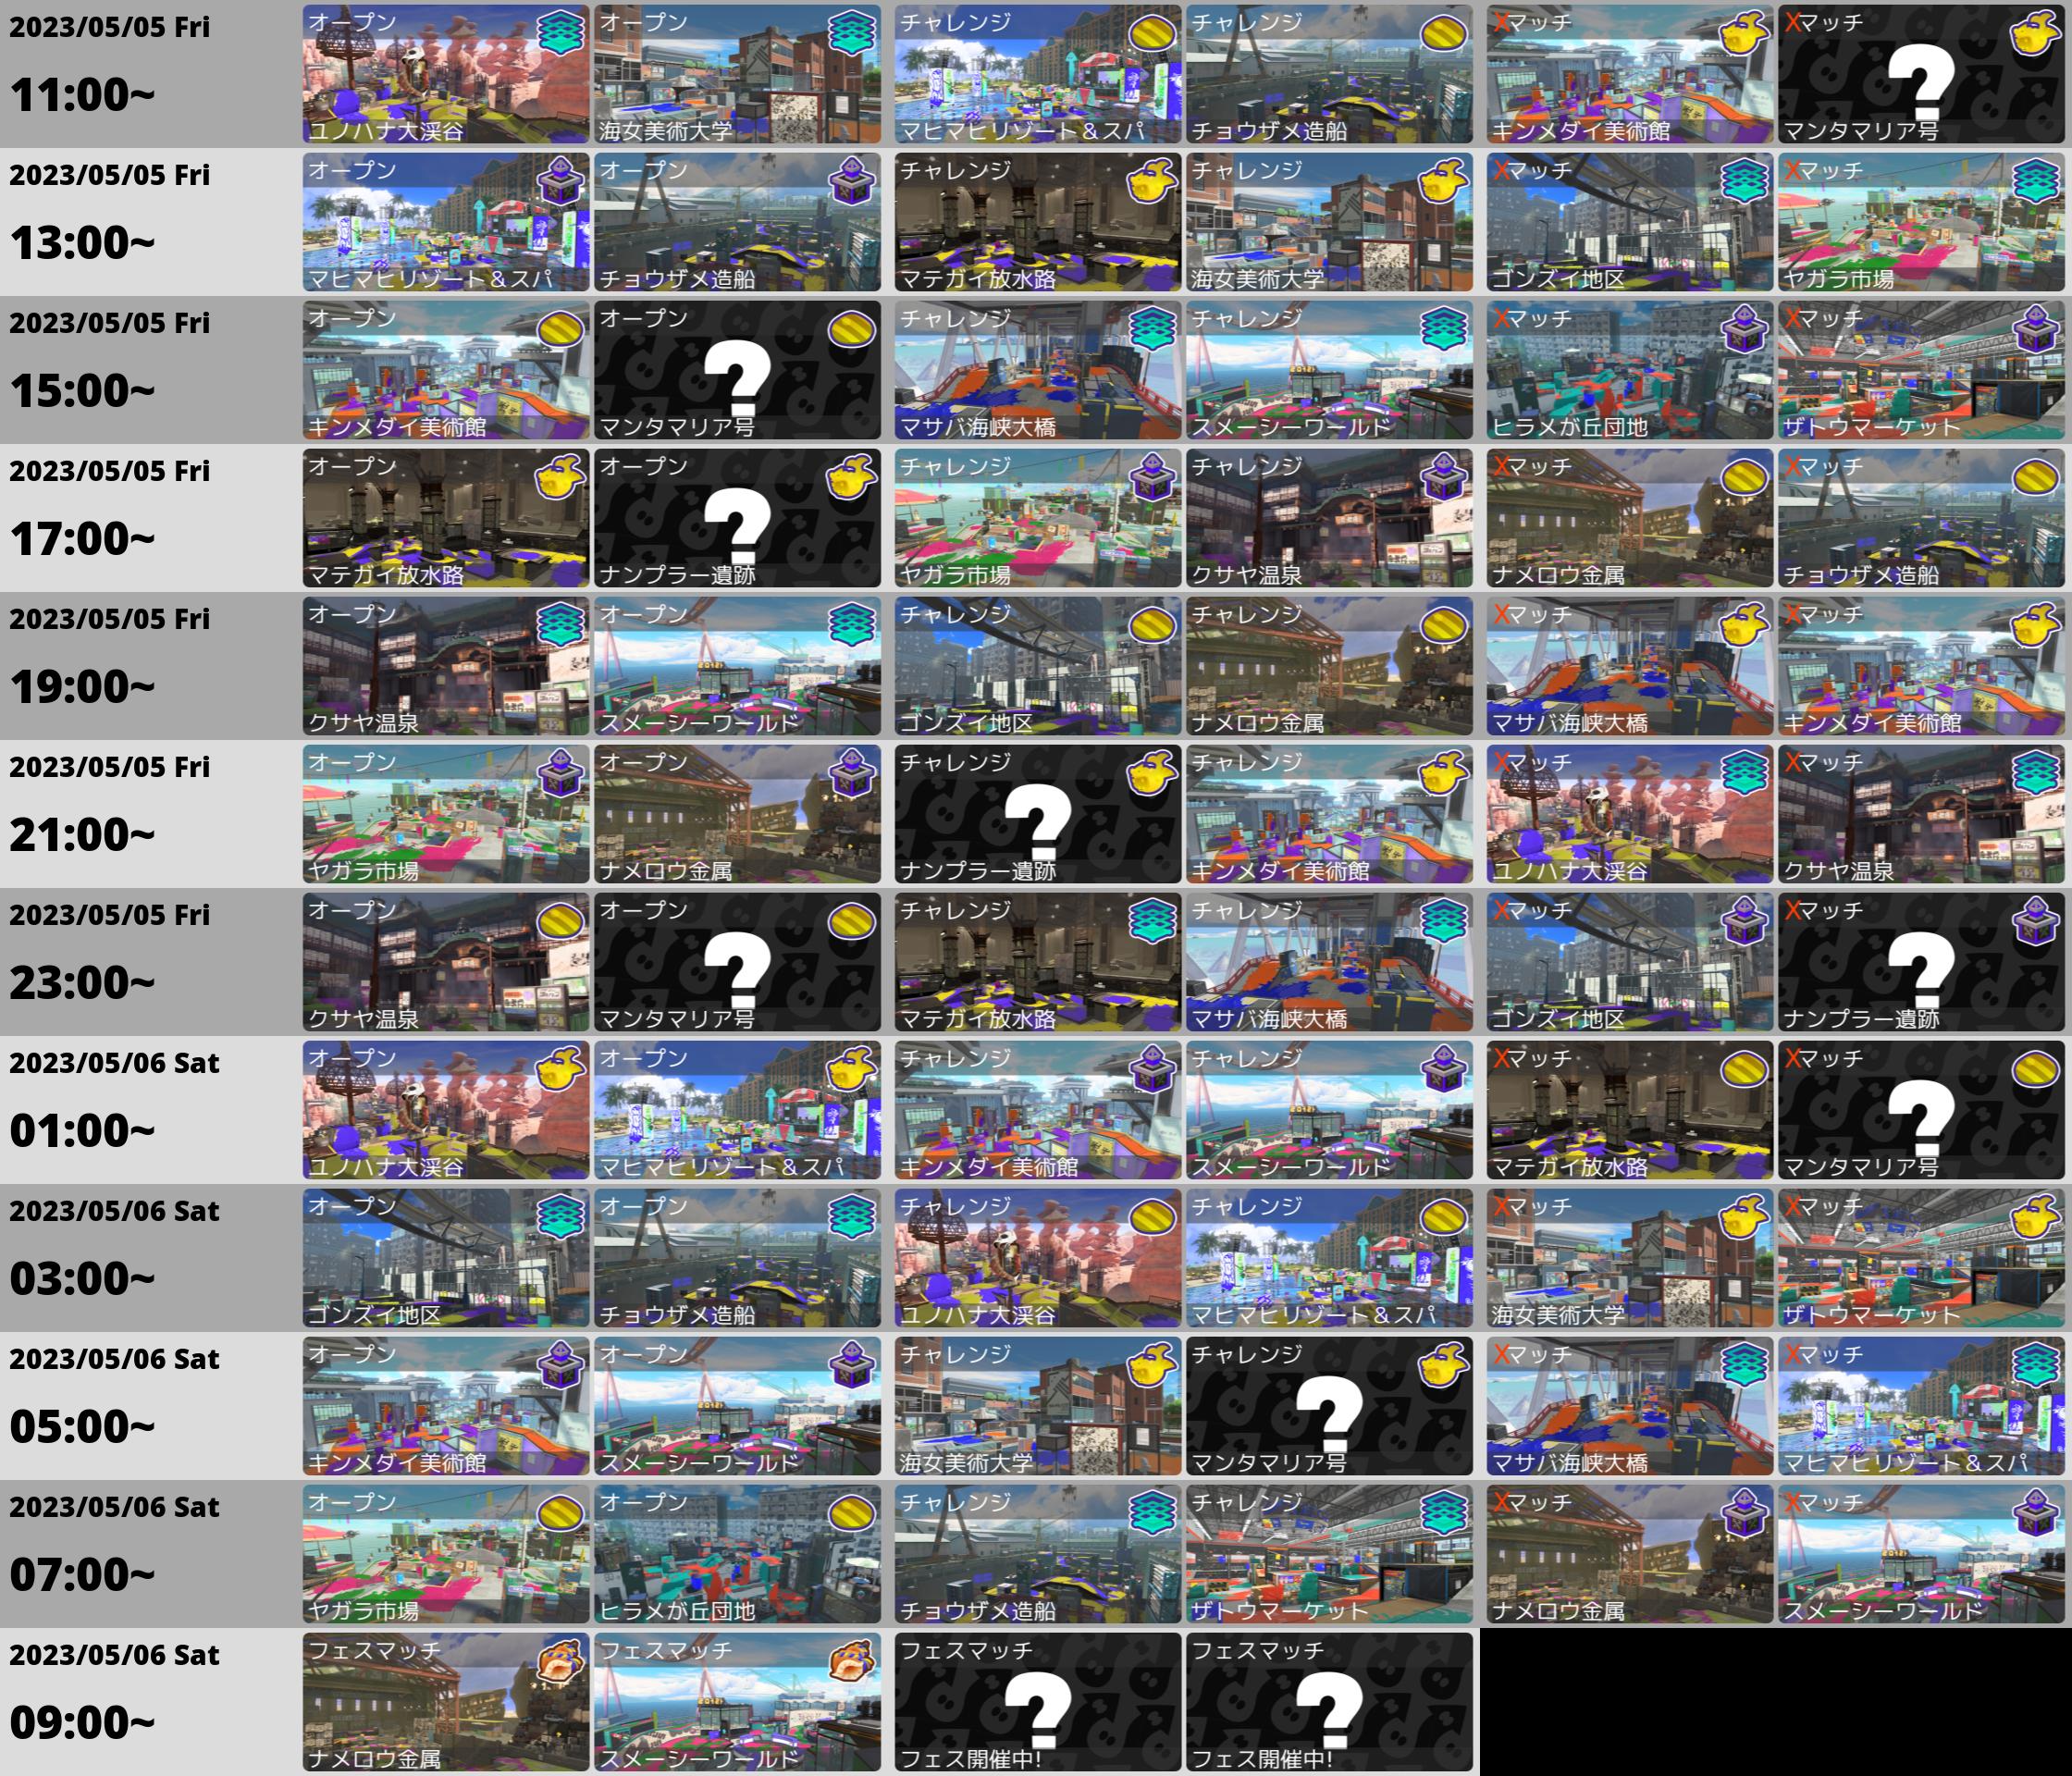 2023/05/05 Fri
11:00~
オープン
ユノハナ大渓谷
オープン
海女美術大学
チャレンジ
マヒマヒリゾート＆スパ
チャレンジ
チョウザメ造船
Xマッチ
キンメダイ美術館
Xマッチ
マンタマリア号
2023/05/05 Fri
13:00~
オープン
マヒマヒリゾート＆スパ
オープン
チョウザメ造船
チャレンジ
マテガイ放水路
チャレンジ
海女美術大学
Xマッチ
ゴンズイ地区
Xマッチ
ヤガラ市場
2023/05/05 Fri
15:00~
オープン
キンメダイ美術館
オープン
マンタマリア号
チャレンジ
マサバ海峡大橋
チャレンジ
スメーシーワールド
Xマッチ
ヒラメが丘団地
Xマッチ
ザトウマーケット
2023/05/05 Fri
17:00~
オープン
マテガイ放水路
オープン
ナンプラー遺跡
チャレンジ
ヤガラ市場
チャレンジ
クサヤ温泉
Xマッチ
ナメロウ金属
Xマッチ
チョウザメ造船
2023/05/05 Fri
19:00~
オープン
クサヤ温泉
オープン
スメーシーワールド
チャレンジ
ゴンズイ地区
チャレンジ
ナメロウ金属
Xマッチ
マサバ海峡大橋
Xマッチ
キンメダイ美術館
2023/05/05 Fri
21:00~
オープン
ヤガラ市場
オープン
ナメロウ金属
チャレンジ
ナンプラー遺跡
チャレンジ
キンメダイ美術館
Xマッチ
ユノハナ大渓谷
Xマッチ
クサヤ温泉
2023/05/05 Fri
23:00~
オープン
クサヤ温泉
オープン
マンタマリア号
チャレンジ
マテガイ放水路
チャレンジ
マサバ海峡大橋
Xマッチ
ゴンズイ地区
Xマッチ
ナンプラー遺跡
2023/05/06 Sat
01:00~
オープン
ユノハナ大渓谷
オープン
マヒマヒリゾート＆スパ
チャレンジ
キンメダイ美術館
チャレンジ
スメーシーワールド
Xマッチ
マテガイ放水路
Xマッチ
マンタマリア号
2023/05/06 Sat
03:00~
オープン
ゴンズイ地区
オープン
チョウザメ造船
チャレンジ
ユノハナ大渓谷
チャレンジ
マヒマヒリゾート＆スパ
Xマッチ
海女美術大学
Xマッチ
ザトウマーケット
2023/05/06 Sat
05:00~
オープン
キンメダイ美術館
オープン
スメーシーワールド
チャレンジ
海女美術大学
チャレンジ
マンタマリア号
Xマッチ
マサバ海峡大橋
Xマッチ
マヒマヒリゾート＆スパ
2023/05/06 Sat
07:00~
オープン
ヤガラ市場
オープン
ヒラメが丘団地
チャレンジ
チョウザメ造船
チャレンジ
ザトウマーケット
Xマッチ
ナメロウ金属
Xマッチ
スメーシーワールド
2023/05/06 Sat
09:00~
フェスマッチ
ナメロウ金属
フェスマッチ
スメーシーワールド
フェスマッチ
フェス開催中!
フェスマッチ
フェス開催中!